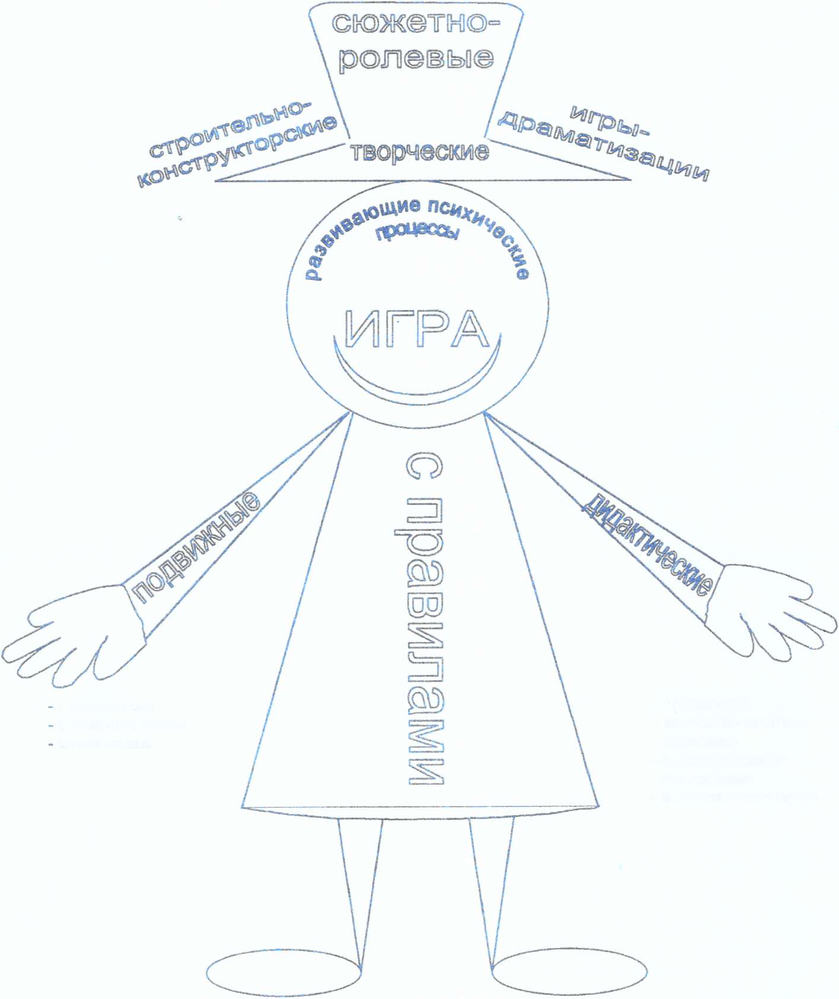 сюжетно-
ролевые
строительно-
конструкторские
игры-
драматизации
творческие
развивающие психические
процессы
ИГРА
подвижные
дидактические
с правилами